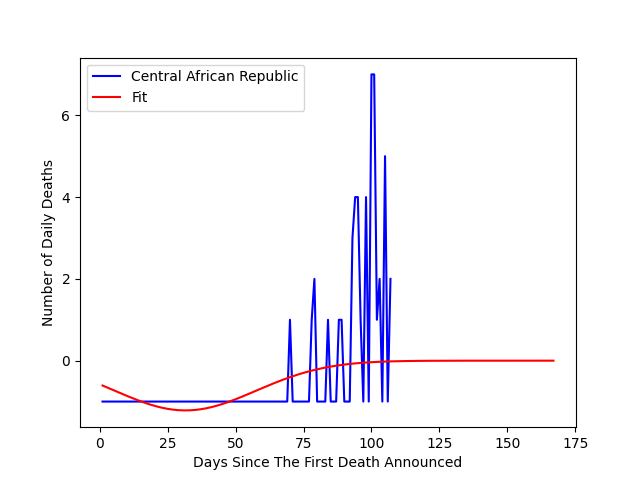 Central African Republic
Fit
Number of Daily Deaths
6
4
2
0
0 25 50 75 100 125 150 175
Days Since The First Death Announced